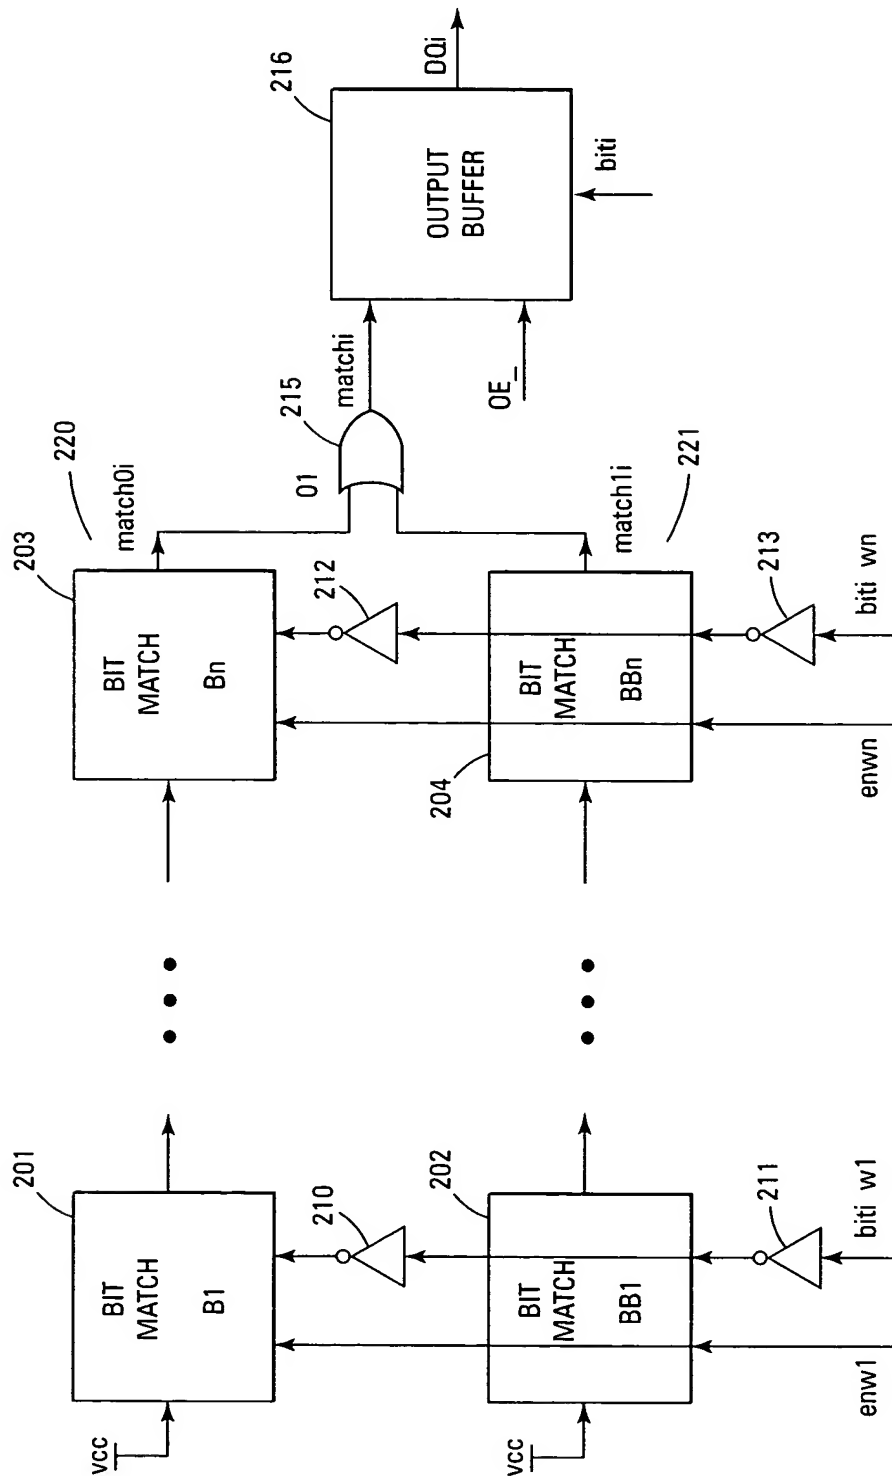 vcc
BIT
MATCH
B1
201
210
BIT
MATCH
BB1
202
211
vcc
enw1
biti w1
BIT
MATCH
Bn
203
212
BIT
MATCH
BBn
204
213
enwn
biti wn
220
match0i
match1i
221
01
215
matchi
OE_
OUTPUT
BUFFER
216
DQi
biti